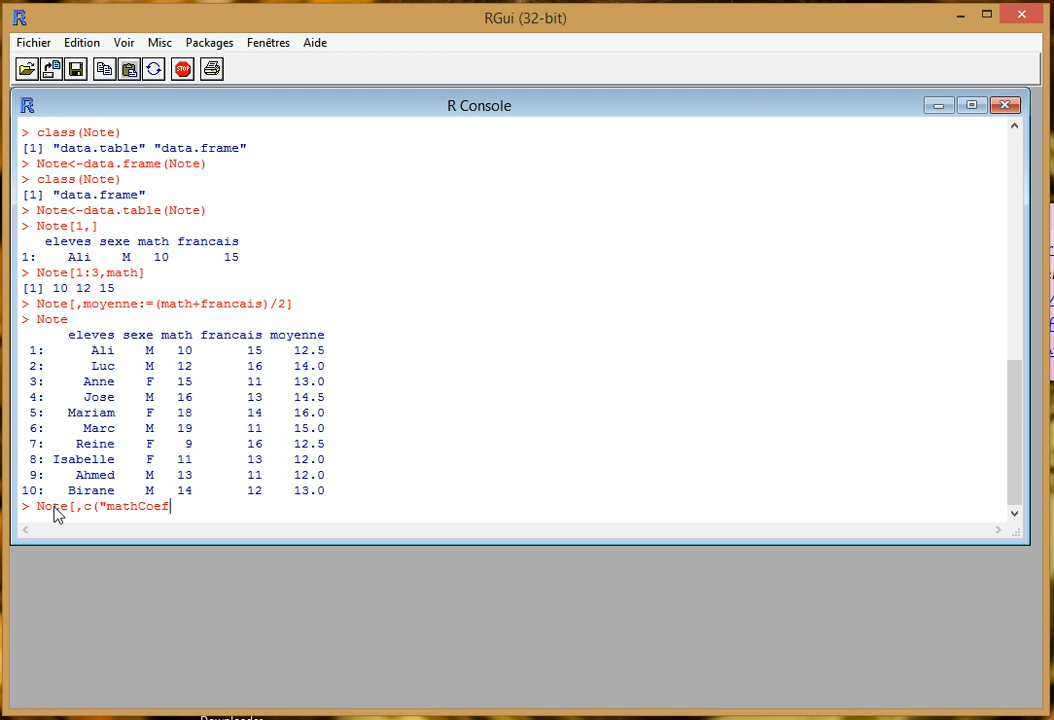 RGui (32-bit)
Fichier Edition Voir Misc Packages Fenêtres Aide
STOP
R Console
> class(Note)
[1] "data.table" "data.frame"
> Note<-data.frame(Note)
> class(Note)
[1] "data.frame"
> Note<-data.table(Note)
> Note[1,]
eleves sexe math francais
1: Ali M 10 15
> Note[1:3,math]
[1] 10 12 15
> Note[,moyenne:=(math+francais)/2]
> Note
eleves sexe math francais moyenne
1: Ali M 10 15 12.5
2: Luc M 12 16 14.0
3: Anne F 15 11 13.0
4: Jose M 16 13 14.5
5: Mariam F 18 14 16.0
6: Marc M 19 11 15.0
7: Reine F 9 16 12.5
8: Isabelle F 11 13 12.0
9: Ahmed M 13 11 12.0
10: Birane M 14 12 13.0
> Note[,c("mathCoef